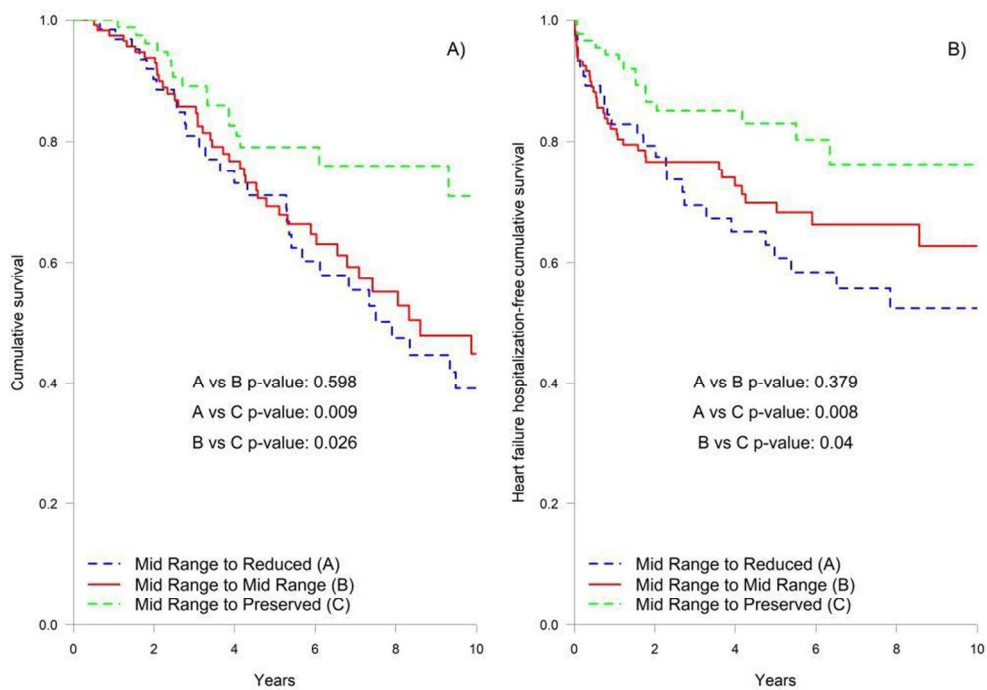 A)
1.0
0.8
0.6
0.4
0.2
0.0
Cumulative survival
A vs B p-value: 0.598
A vs C p-value: 0.009
B vs C p-value: 0.026
Mid Range to Reduced (A)
Mid Range to Mid Range (B)
Mid Range to Preserved (C)
0 2 4 6 8 10
Years
B)
1.0
0.8
0.6
0.4
0.2
0.0
Heart failure hospitalization-free cumulative survival
A vs B p-value: 0.379
A vs C p-value: 0.008
B vs C p-value: 0.04
Mid Range to Reduced (A)
Mid Range to Mid Range (B)
Mid Range to Preserved (C)
0 2 4 6 8 10
Years